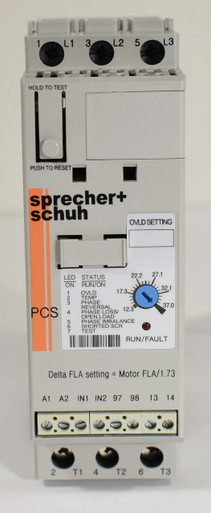 1 L1 3 L2 5 L3
HOLD TO TEST
PUSH TO RESET
sprecher+
schuh
OVLD SETTING
LED STATUS
ON RUN/ON
1 OVLD
2 TEMP
3 PHASE
REVERSAL
4 PHASE LOSS/
OPEN LOAD
5 PHASE IMBALANCE
6 SHORTED SCR
7 TEST
22.2 27.1
17.3 32.1
12.3 37.0
PCS
RUN/FAULT
Delta FLA setting = Motor FLA/1.73
A1 A2 IN1 IN2 97 98 13 14
2 T1 4 T2 6 T3